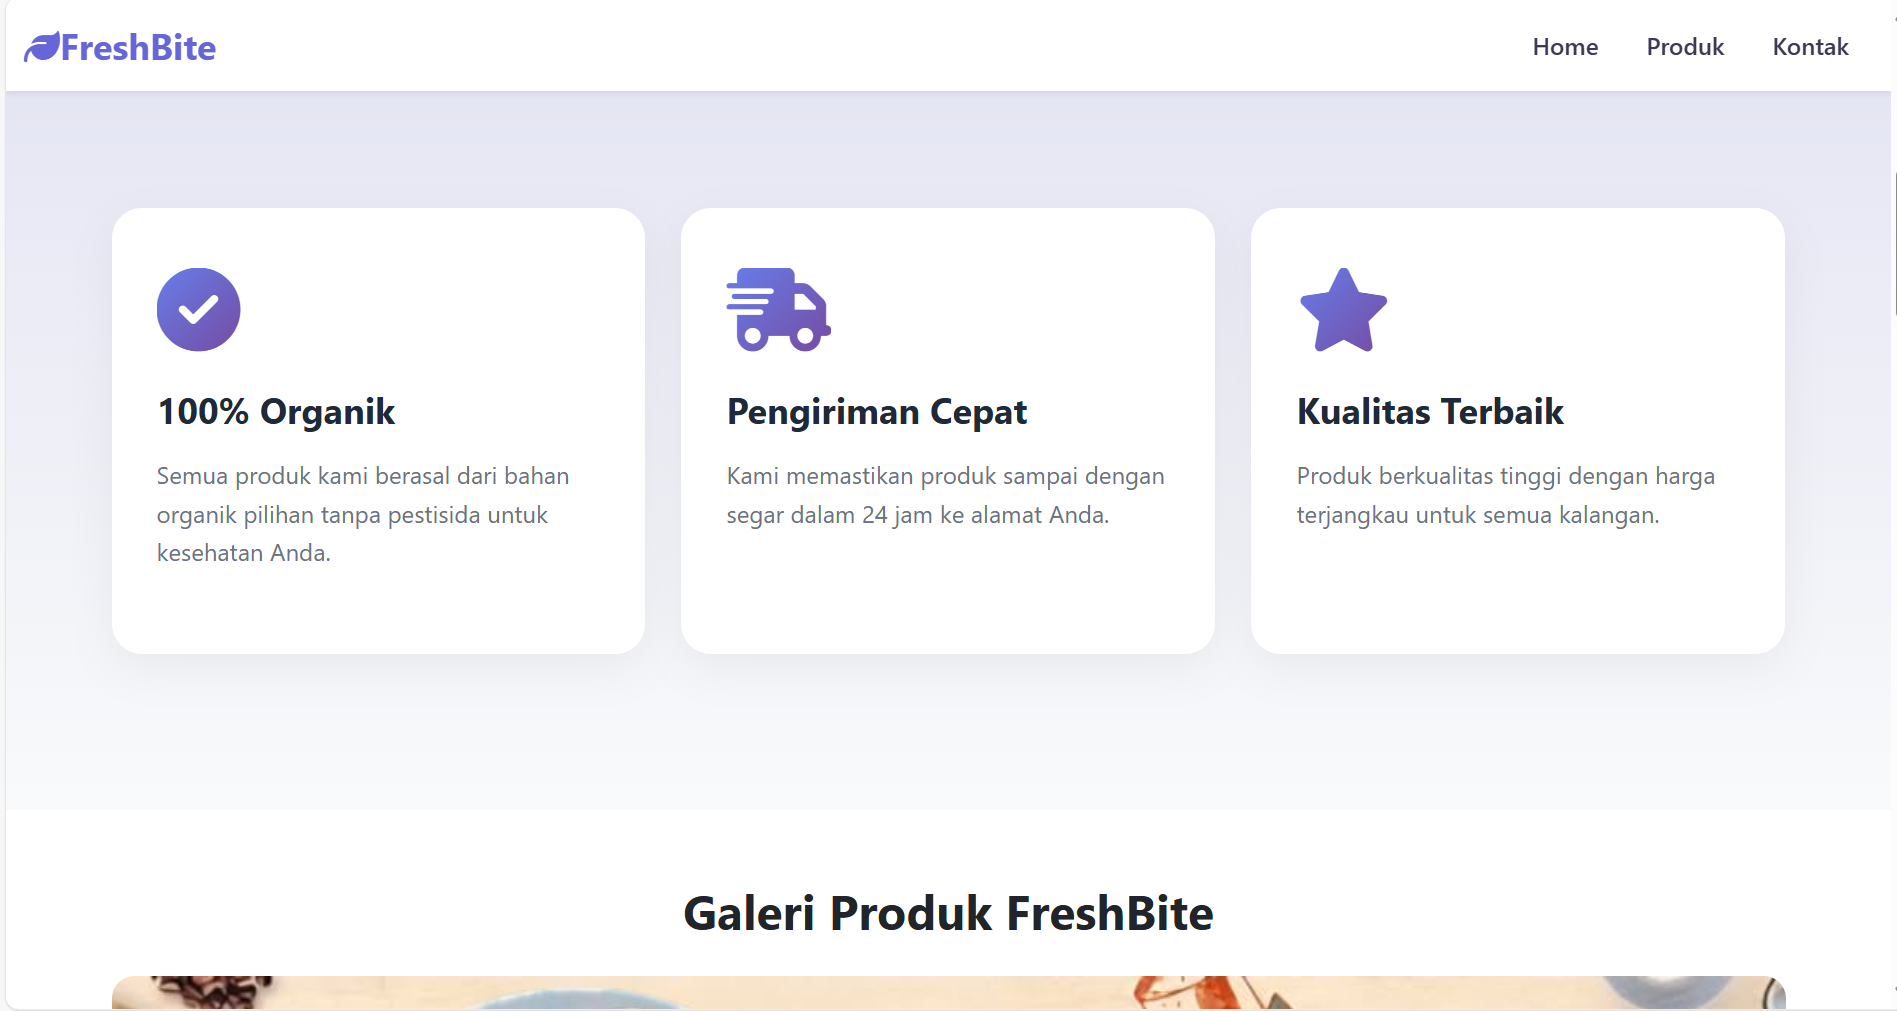 FreshBite
Home Produk Kontak
100% Organik
Semua produk kami berasal dari bahan
organik pilihan tanpa pestisida untuk
kesehatan Anda.
Pengiriman Cepat
Kami memastikan produk sampai dengan
segar dalam 24 jam ke alamat Anda.
Kualitas Terbaik
Produk berkualitas tinggi dengan harga
terjangkau untuk semua kalangan.
Galeri Produk FreshBite